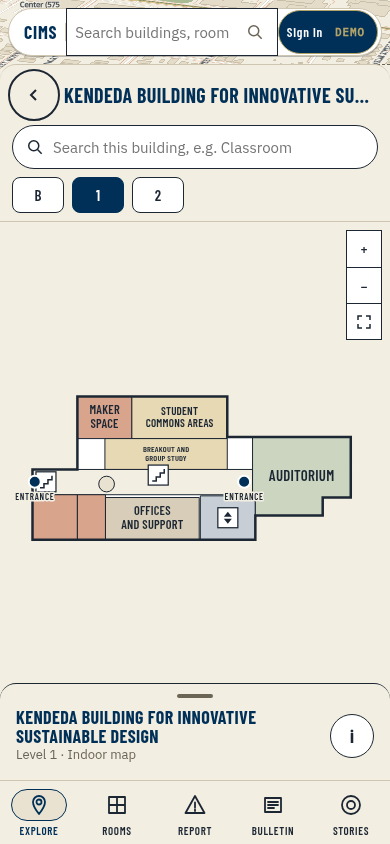 Center (575
CIMS
Search buildings, room
Sign In DEMO
KENDEDA BUILDING FOR INNOVATIVE SU...
Search this building, e.g. Classroom
B 1 2
+
−
MAKER SPACE
STUDENT COMMONS AREAS
BREAKOUT AND GROUP STUDY
AUDITORIUM
ENTRANCE
ENTRANCE
OFFICES AND SUPPORT
KENDEDA BUILDING FOR INNOVATIVE
SUSTAINABLE DESIGN
Level 1 · Indoor map
i
EXPLORE ROOMS REPORT BULLETIN STORIES